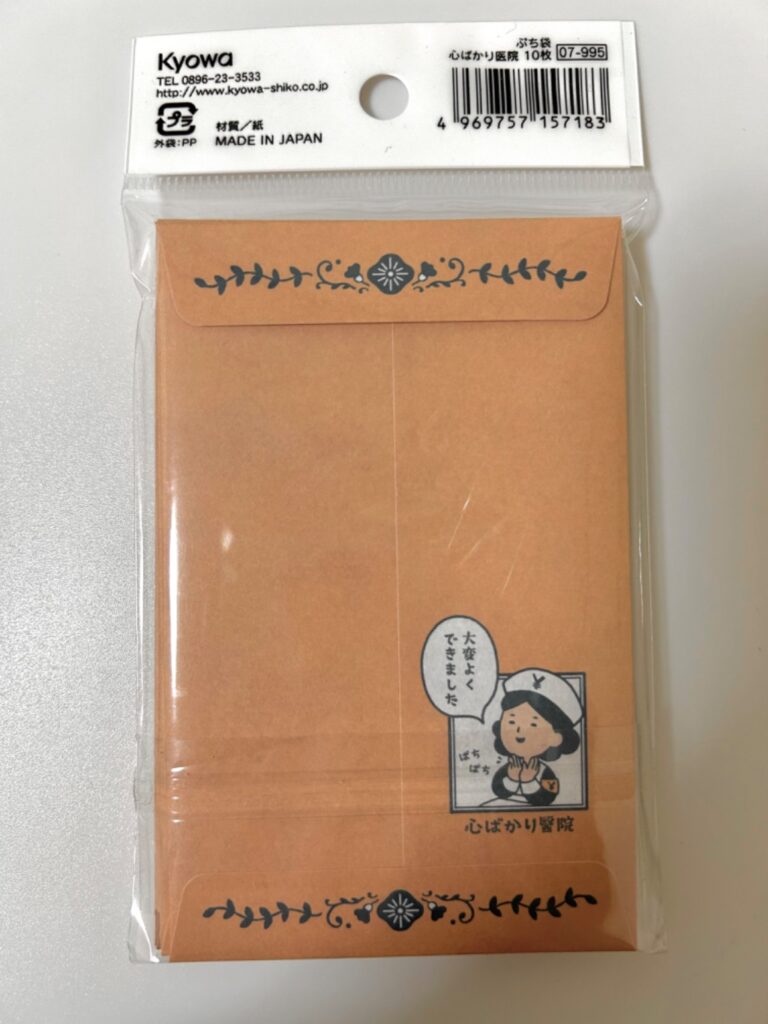 Kyowa
TEL 0896-23-3533
http://www.kyowa-shiko.co.jp
プラ
外袋:PP
材質/紙
MADE IN JAPAN
ぷち袋
心ばかり医院 10枚 07-995
4 969757 157183
大変よく
できました
ぱち
ぱち
¥
¥
心ばかり醫院